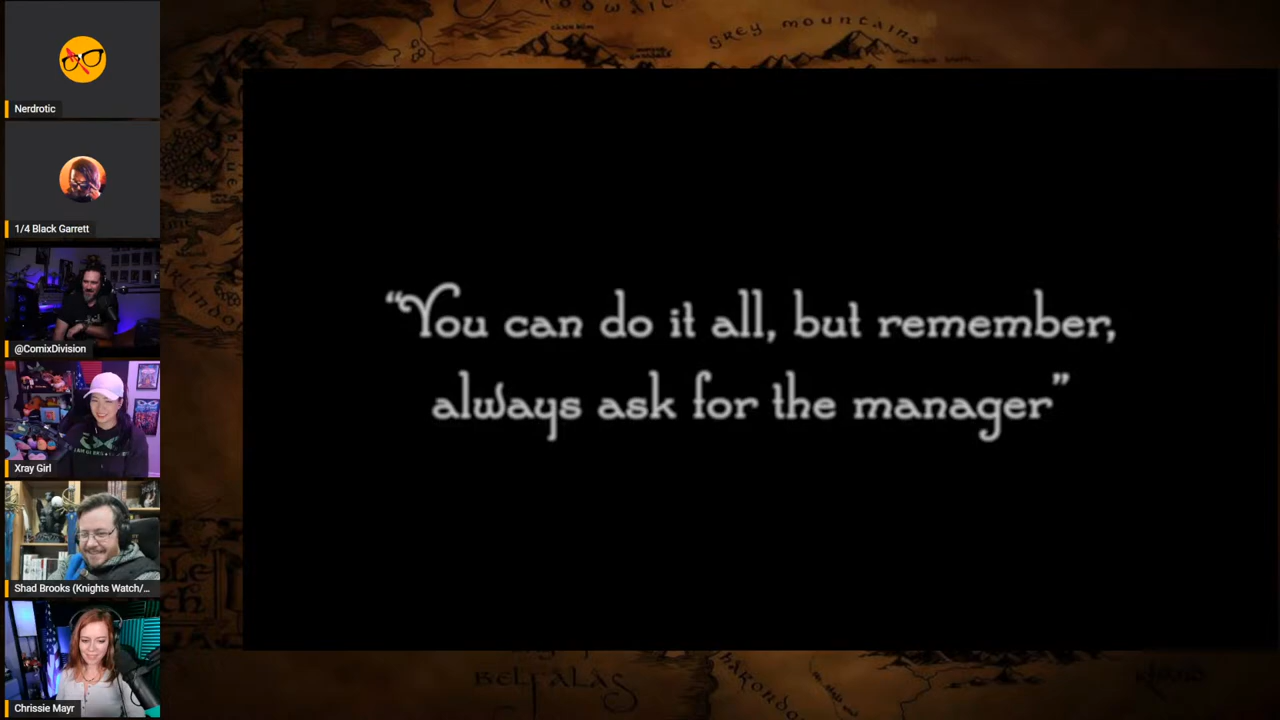 GREY MOUNTAINS
Nerdrotic
1/4 Black Garrett
@ComixDivision
Xray Girl
Shad Brooks (Knights Watch/...
Chrissie Mayr
“You can do it all, but remember,
always ask for the manager”
BELFALAS